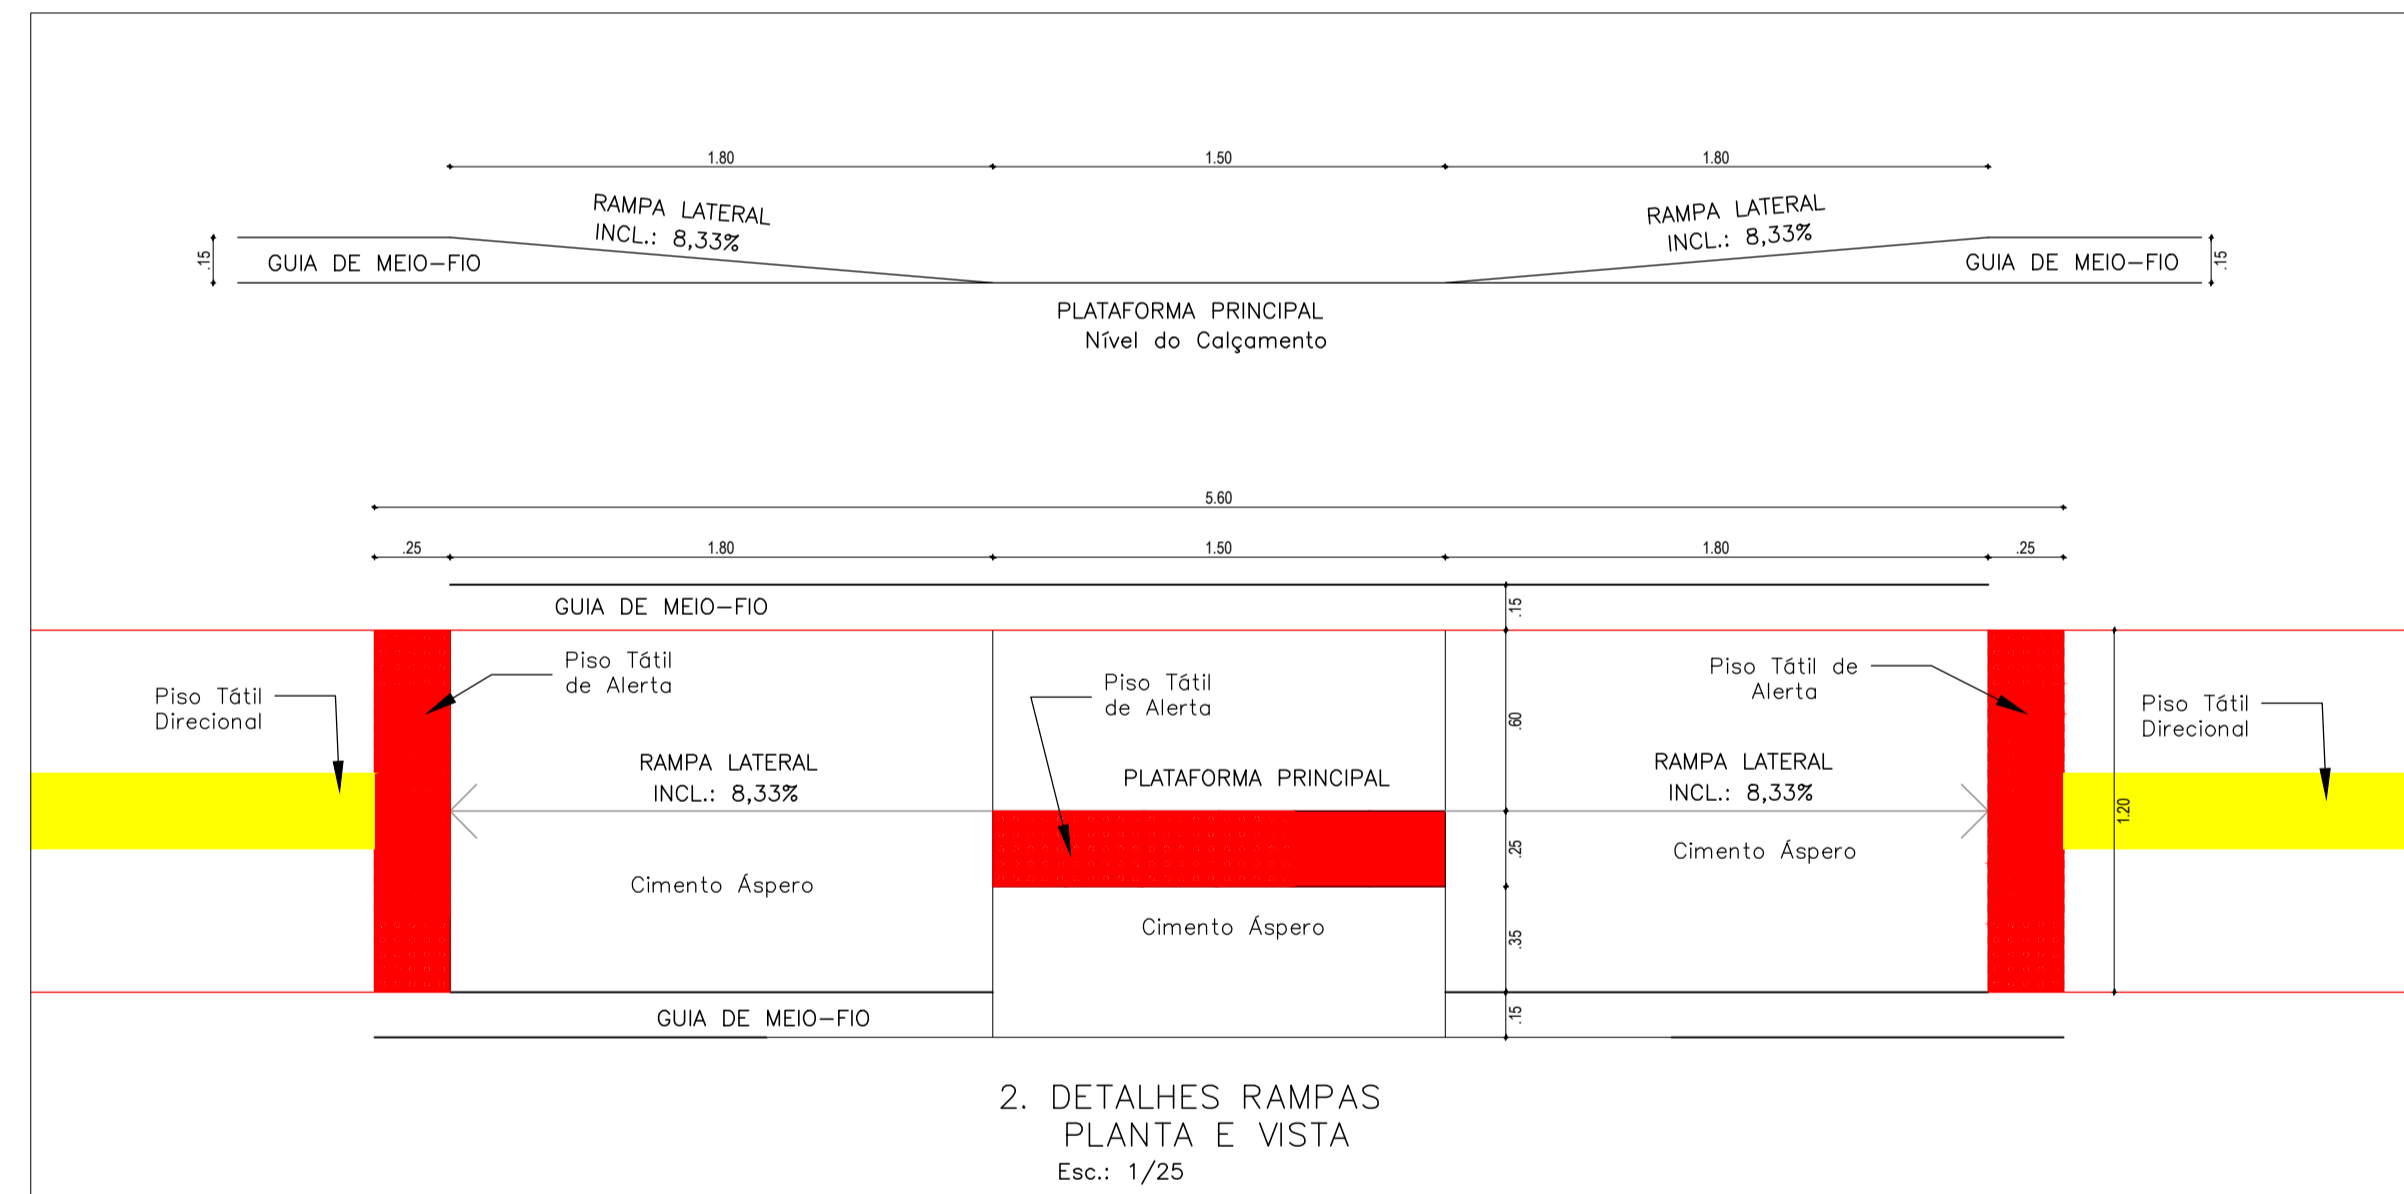 1.80
1.50
1.80
RAMPA LATERAL
INCL.: 8,33%
RAMPA LATERAL
INCL.: 8,33%
.15
GUIA DE MEIO-FIO
GUIA DE MEIO-FIO
.15
PLATAFORMA PRINCIPAL
Nível do Calçamento
5.60
.25
1.80
1.50
1.80
.25
GUIA DE MEIO-FIO
.15
Piso Tátil
de Alerta
Piso Tátil de
Alerta
Piso Tátil
Direcional
Piso Tátil
de Alerta
Piso Tátil
Direcional
.60
RAMPA LATERAL
INCL.: 8,33%
PLATAFORMA PRINCIPAL
RAMPA LATERAL
INCL.: 8,33%
1.20
.25
Cimento Áspero
Cimento Áspero
Cimento Áspero
.35
GUIA DE MEIO-FIO
.15
2. DETALHES RAMPAS
PLANTA E VISTA
Esc.: 1/25